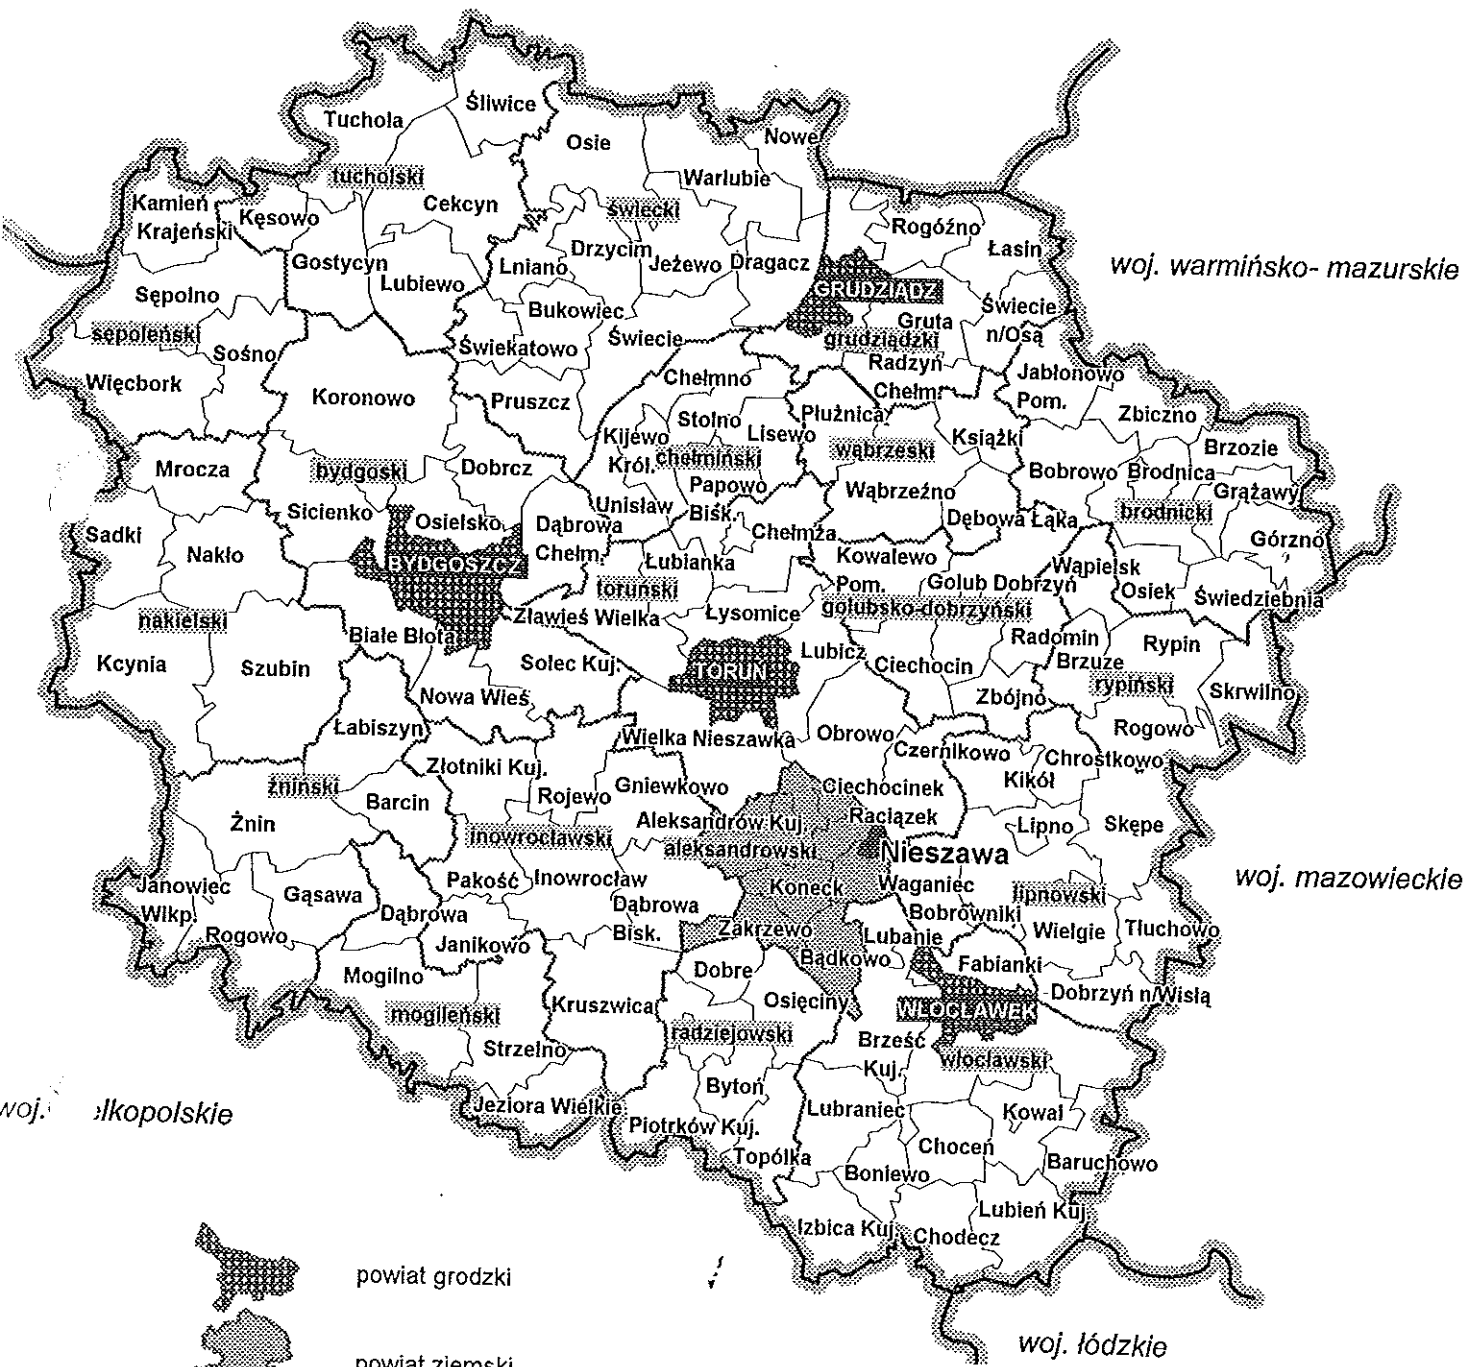 Śliwice
Tuchola
Nowe
Osie
tucholski
Warlubie
Kamień
Krajeński
Kęsowo
Cekcyn
świecki
Rogóźno
Łasin
Drzycim
Gostycyn
Lniano
Jeżewo
Dragacz
woj. warmińsko- mazurskie
Lubiewo
GRUDZIĄDZ
Sępolno
Bukowiec
Świecie
n/Osą
Gruta
sępoleński
Świecie
grudziądzki
Sośno
Świekatowo
Radzyń
Chełm.
Więcbork
Chełmno
Jabłonowo
Pom.
Koronowo
Pruszcz
Stolno
Płużnica
Zbiczno
Lisewo
Kijewo
Król.
Książki
Brzozie
chełmiński
wąbrzeski
Mrocza
bydgoski
Dobrcz
Bobrowo
Brodnica
Papowo
Bisk.
Wąbrzeźno
Grążawy
Sicienko
Osielsko
Unisław
brodnicki
Dąbrowa
Chełm.
Dębowa Łąka
Chełmża
Sadki
Górzno
Nakło
BYDGOSZCZ
Łubianka
Kowalewo
Pom.
Wąpielsk
toruński
Golub Dobrzyń
Osiek
Świedziebnia
golubsko-dobrzyński
nakielski
Zławieś Wielka
Łysomice
Białe Błota
Radomin
Rypin
Kcynia
Szubin
Solec Kuj.
TORUŃ
Lubicz
Ciechocin
Brzuze
rypiński
Skrwilno
Nowa Wieś
Zbójno
Łabiszyn
Rogowo
Wielka Nieszawka
Obrowo
Czernikowo
Chrostkowo
Złotniki Kuj.
Kikół
żniński
Barcin
Rojewo
Gniewkowo
Ciechocinek
Żnin
Aleksandrów Kuj.
Raciążek
Lipno
Skępe
inowrocławski
aleksandrowski
Nieszawa
Janowiec
Wlkp.
Gąsawa
Pakość
Inowrocław
Koneck
Waganiec
lipnowski
woj. mazowieckie
Dąbrowa
Dąbrowa
Bisk.
Bobrowniki
Rogowo
Janikowo
Zakrzewo
Lubanie
Wielgie
Tłuchowo
Bądkowo
Mogilno
Dobre
Fabianki
Kruszwica
Osięciny
WŁOCŁAWEK
Dobrzyń n/Wisłą
mogileński
radziejowski
Brześć
Kuj.
Strzelno
włocławski
Bytoń
woj. elkopolskie
Jeziora Wielkie
Lubraniec
Kowal
Piotrków Kuj.
Choceń
Topólka
Boniewo
Baruchowo
Izbica Kuj.
Lubień Kuj
Chodecz
powiat grodzki
woj. łódzkie
powiat ziemski